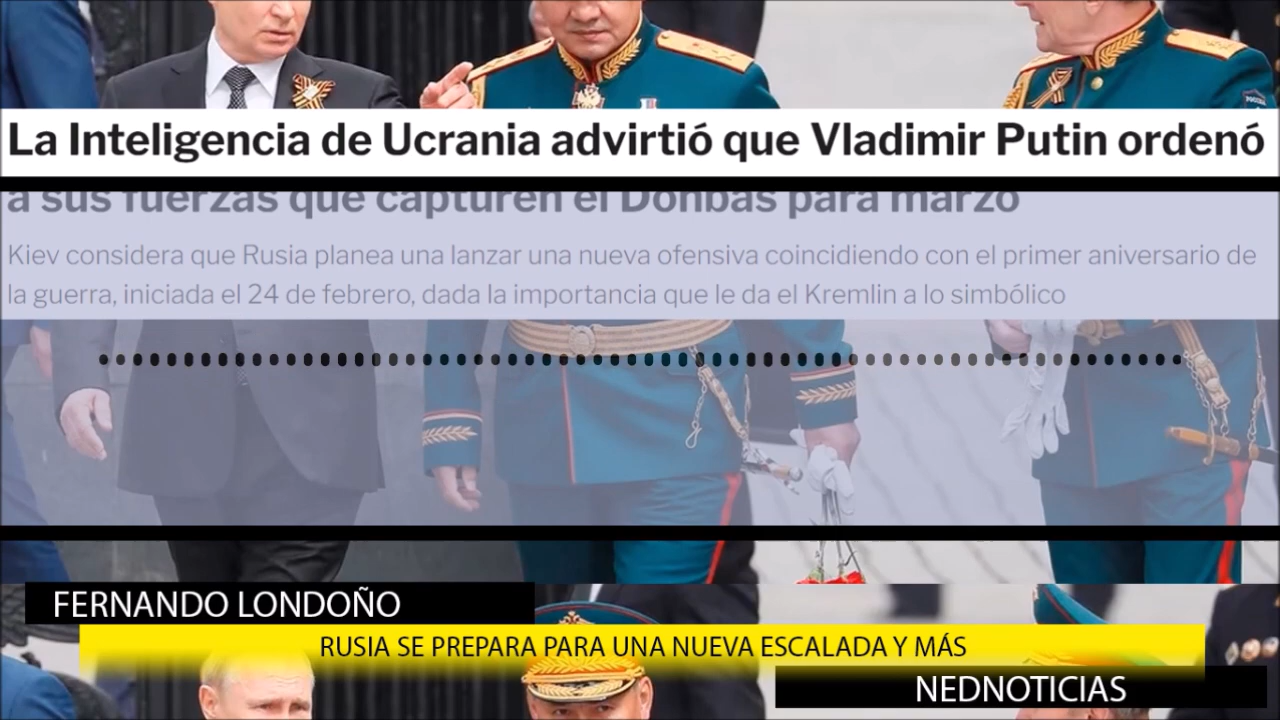 La Inteligencia de Ucrania advirtió que Vladimir Putin ordenó
a sus fuerzas que capturen el Donbas para marzo
Kiev considera que Rusia planea una lanzar una nueva ofensiva coincidiendo con el primer aniversario de
la guerra, iniciada el 24 de febrero, dada la importancia que le da el Kremlin a lo simbólico
FERNANDO LONDOÑO
RUSIA SE PREPARA PARA UNA NUEVA ESCALADA Y MÁS
NEDNOTICIAS